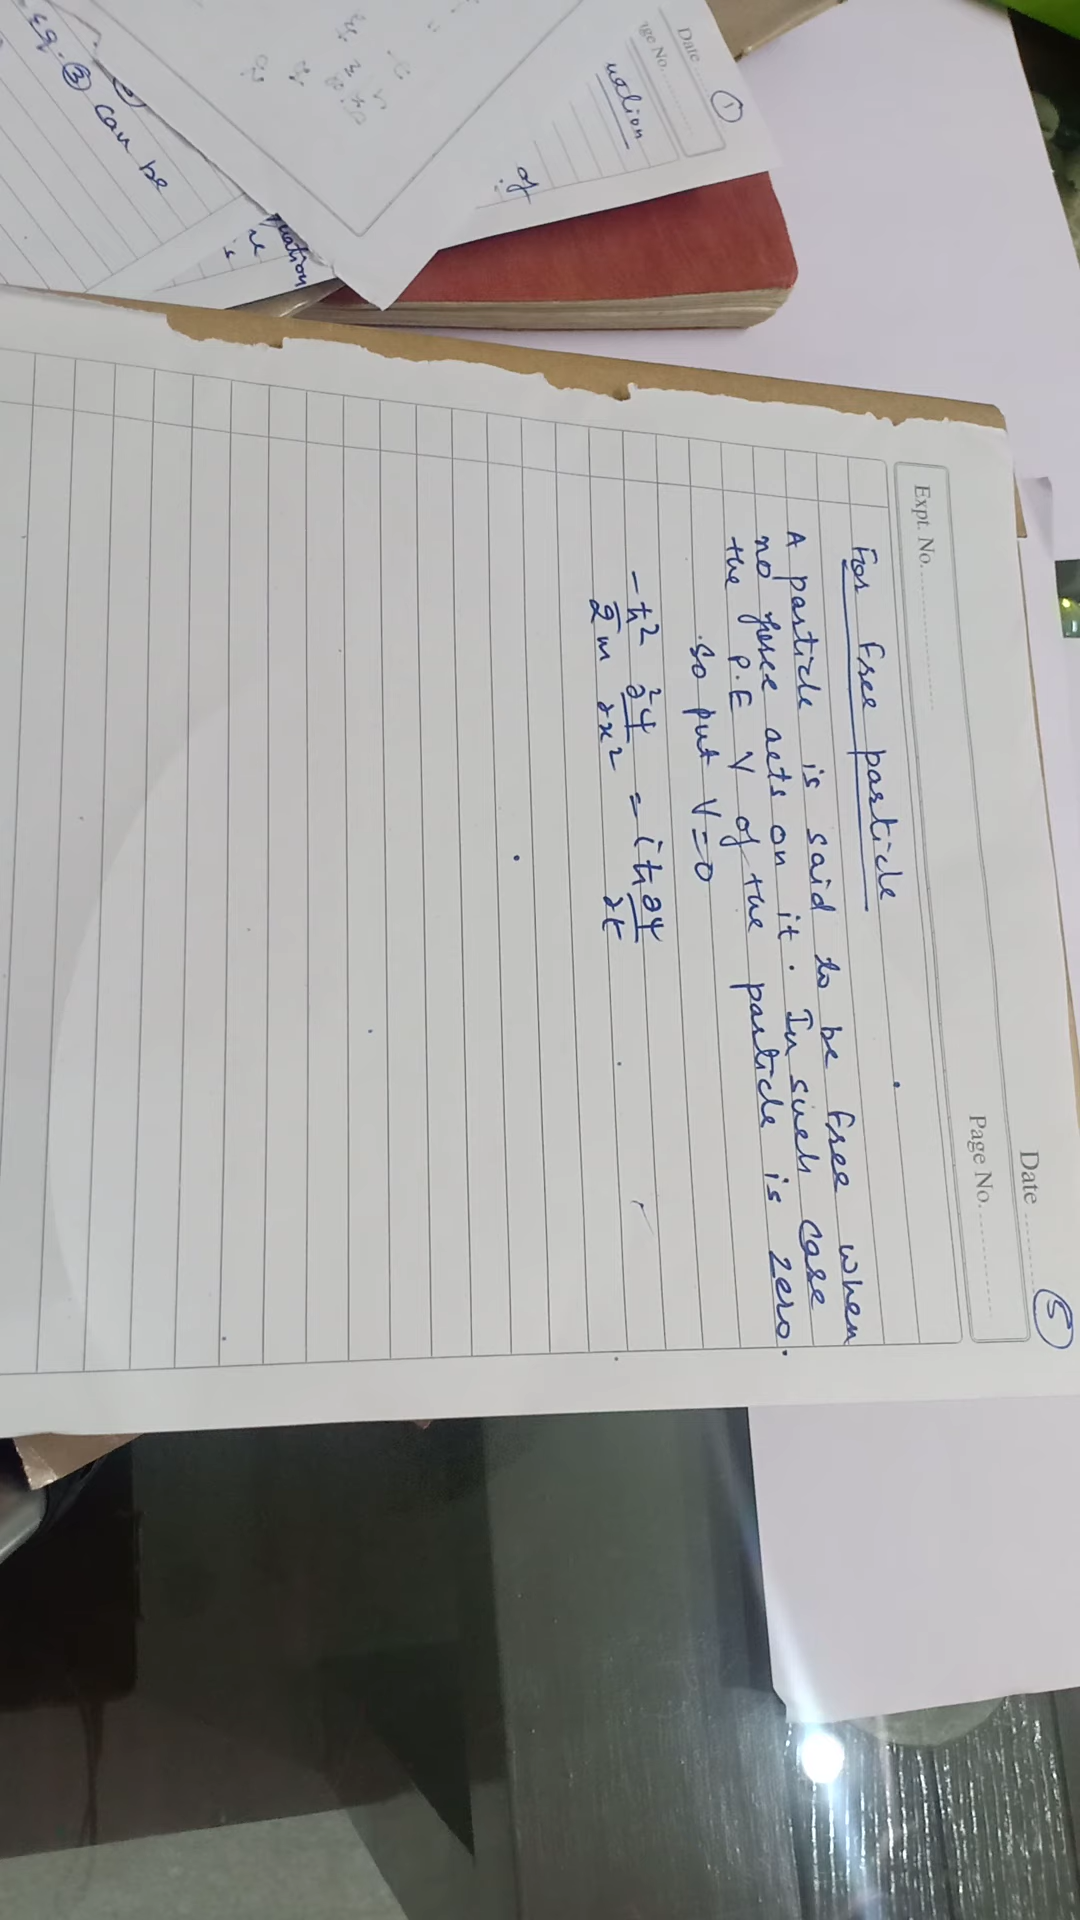 5
Date
Page No.
Expt. No.
For Free particle
A particle is said to be free when
no force acts on it. In such case
the P.E V of the particle is zero.
So put V=0
-ħ²/2m ∂²ψ/∂x² = iħ ∂ψ/∂t
1
Date
ge No.
uation
of
Eq. 3 can be
uation